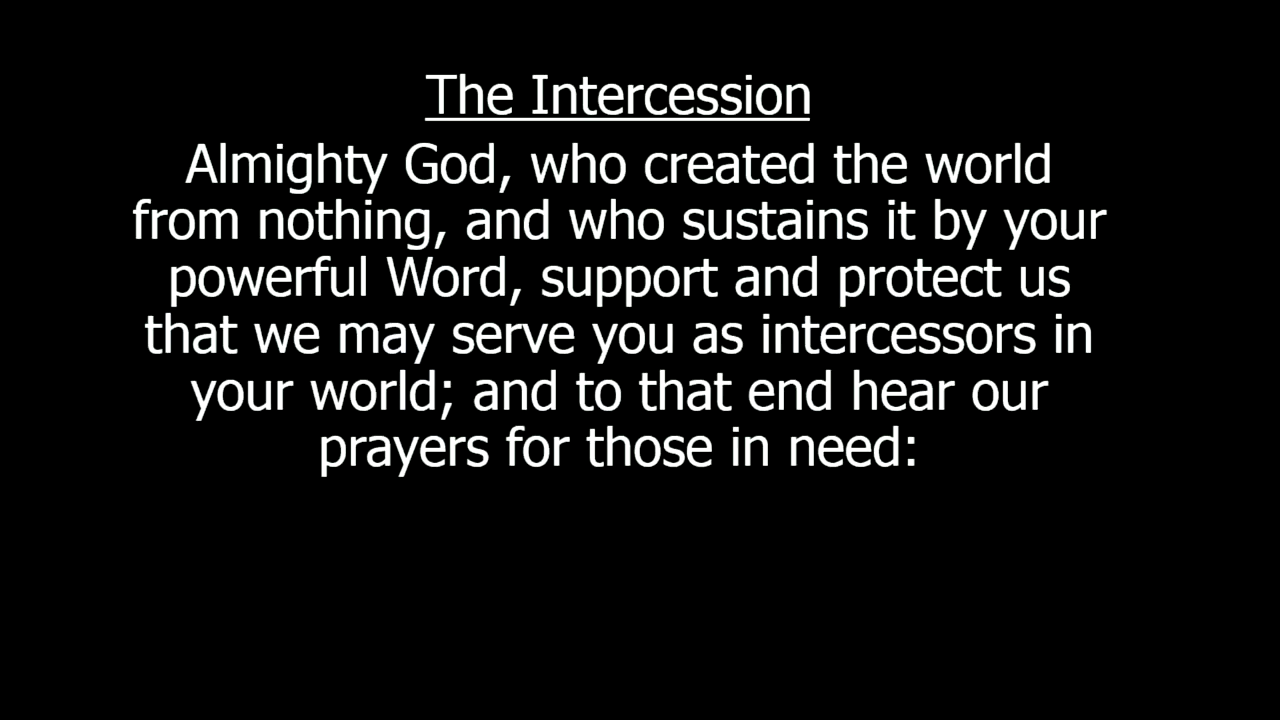 The Intercession
Almighty God, who created the world
from nothing, and who sustains it by your
powerful Word, support and protect us
that we may serve you as intercessors in
your world; and to that end hear our
prayers for those in need: